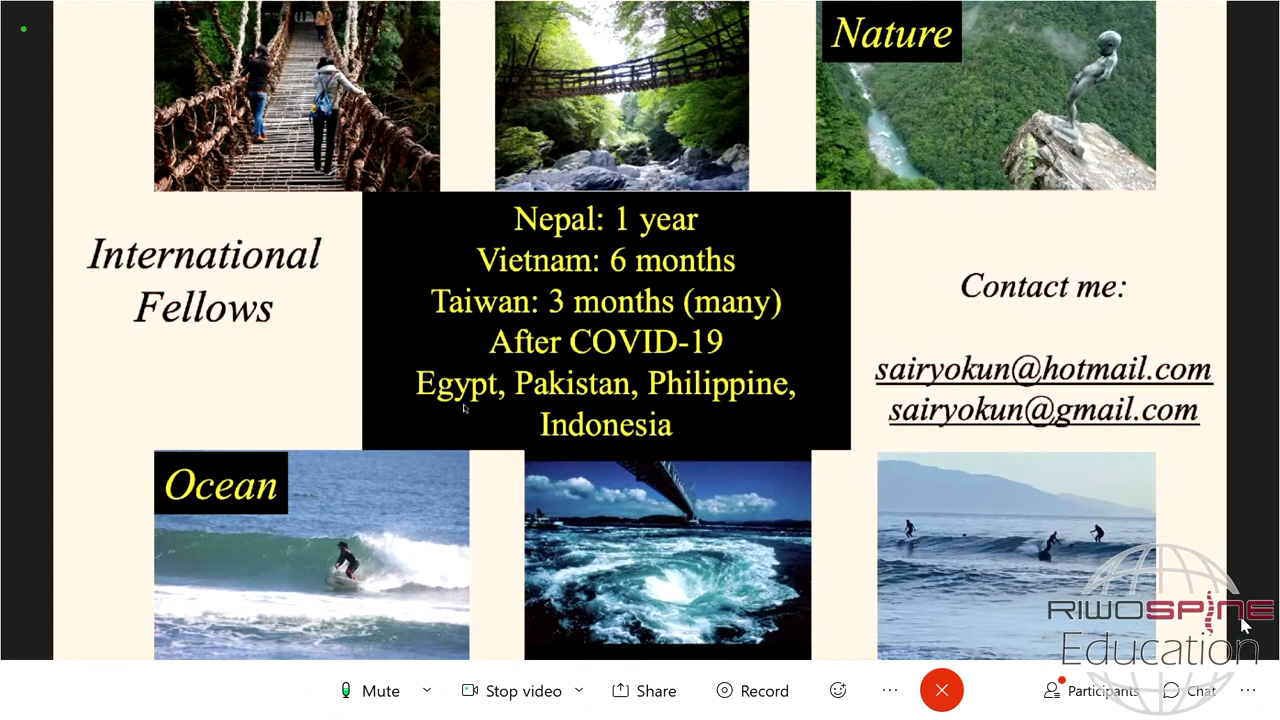 Nature
International
Fellows
Nepal: 1 year
Vietnam: 6 months
Taiwan: 3 months (many)
After COVID-19
Egypt, Pakistan, Philippine,
Indonesia
Contact me:
sairyokun@hotmail.com
sairyokun@gmail.com
Ocean
RIWOSPINE
Education
Mute
Stop video
Share
Record
Participants
Chat